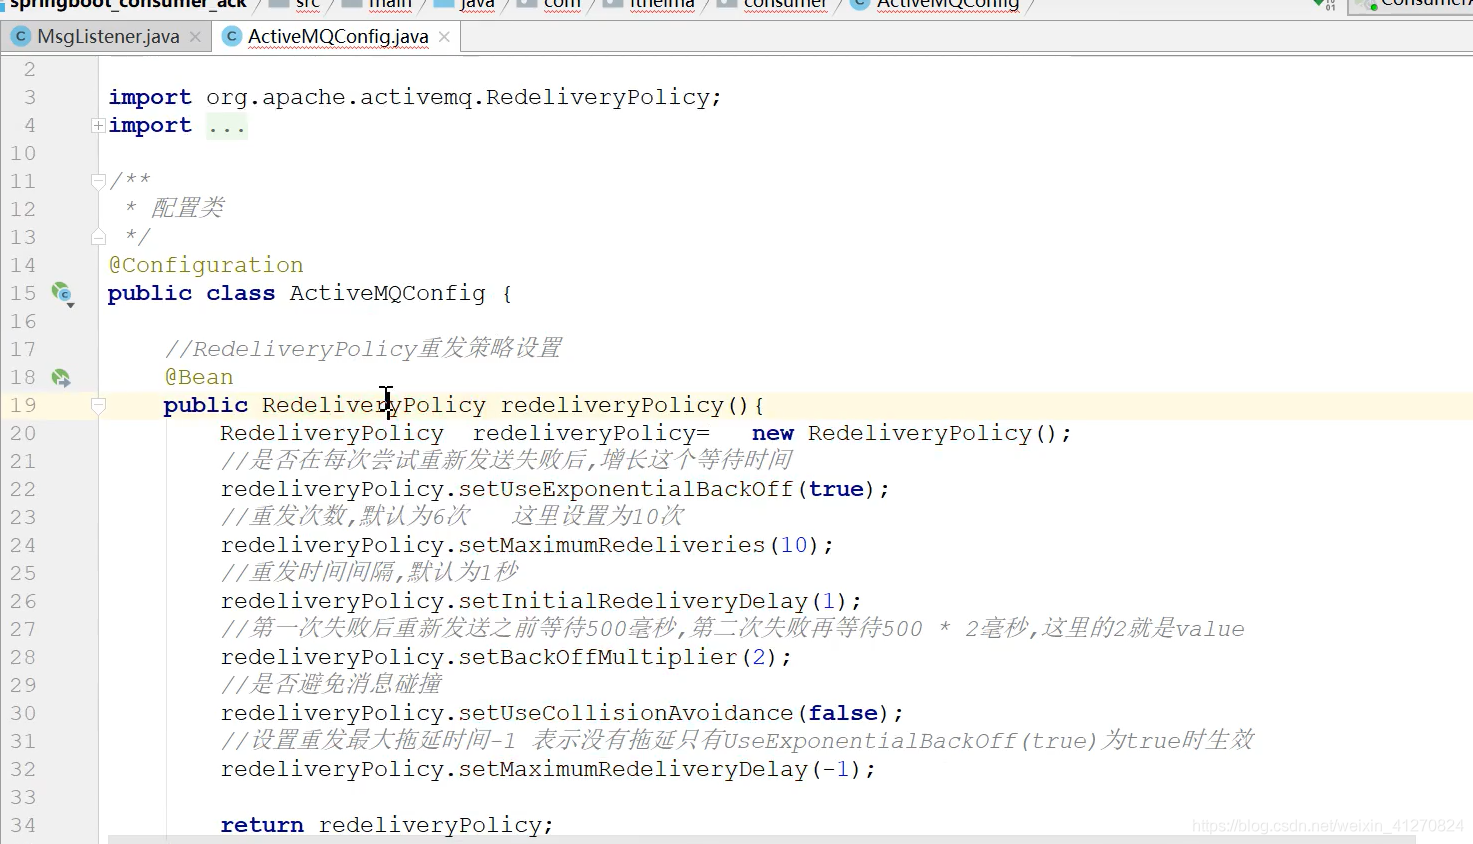 springboot_consumer_ack src main java com itheima consumer ActiveMQConfig
MsgListener.java ActiveMQConfig.java
2
3 import org.apache.activemq.RedeliveryPolicy;
4 import ...
10
11 /**
12 * 配置类
13 */
14 @Configuration
15 public class ActiveMQConfig {
16
17 //RedeliveryPolicy重发策略设置
18 @Bean
19 public RedeliveryPolicy redeliveryPolicy(){
20 RedeliveryPolicy redeliveryPolicy= new RedeliveryPolicy();
21 //是否在每次尝试重新发送失败后,增长这个等待时间
22 redeliveryPolicy.setUseExponentialBackOff(true);
23 //重发次数,默认为6次 这里设置为10次
24 redeliveryPolicy.setMaximumRedeliveries(10);
25 //重发时间间隔,默认为1秒
26 redeliveryPolicy.setInitialRedeliveryDelay(1);
27 //第一次失败后重新发送之前等待500毫秒,第二次失败再等待500 * 2毫秒,这里的2就是value
28 redeliveryPolicy.setBackOffMultiplier(2);
29 //是否避免消息碰撞
30 redeliveryPolicy.setUseCollisionAvoidance(false);
31 //设置重发最大拖延时间-1 表示没有拖延只有UseExponentialBackOff(true)为true时生效
32 redeliveryPolicy.setMaximumRedeliveryDelay(-1);
33
34 return redeliveryPolicy;
https://blog.csdn.net/weixin_41270824